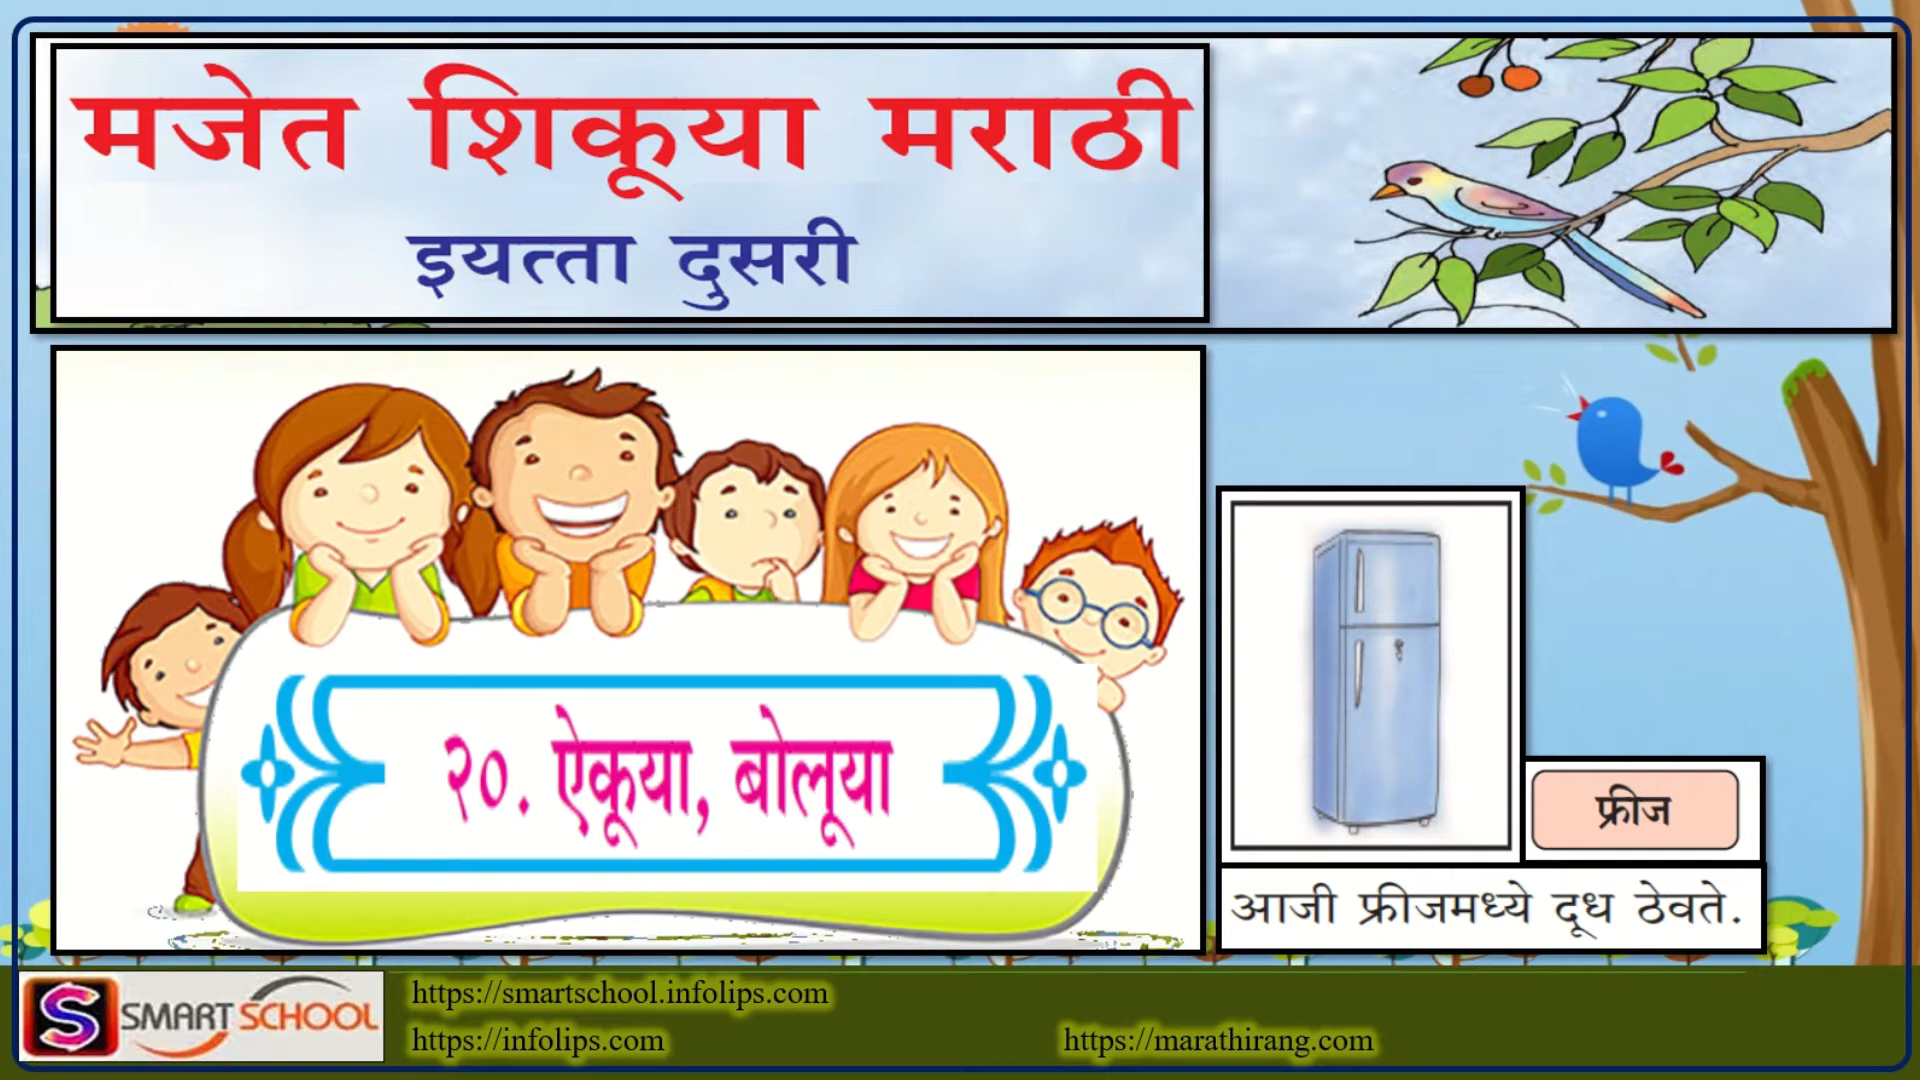 मजेत शिकूया मराठी
इयत्ता दुसरी
२०. ऐकूया, बोलूया
फ्रीज
आजी फ्रीजमध्ये दूध ठेवते.
S SMART SCHOOL
https://smartschool.infolips.com
https://infolips.com
https://marathirang.com